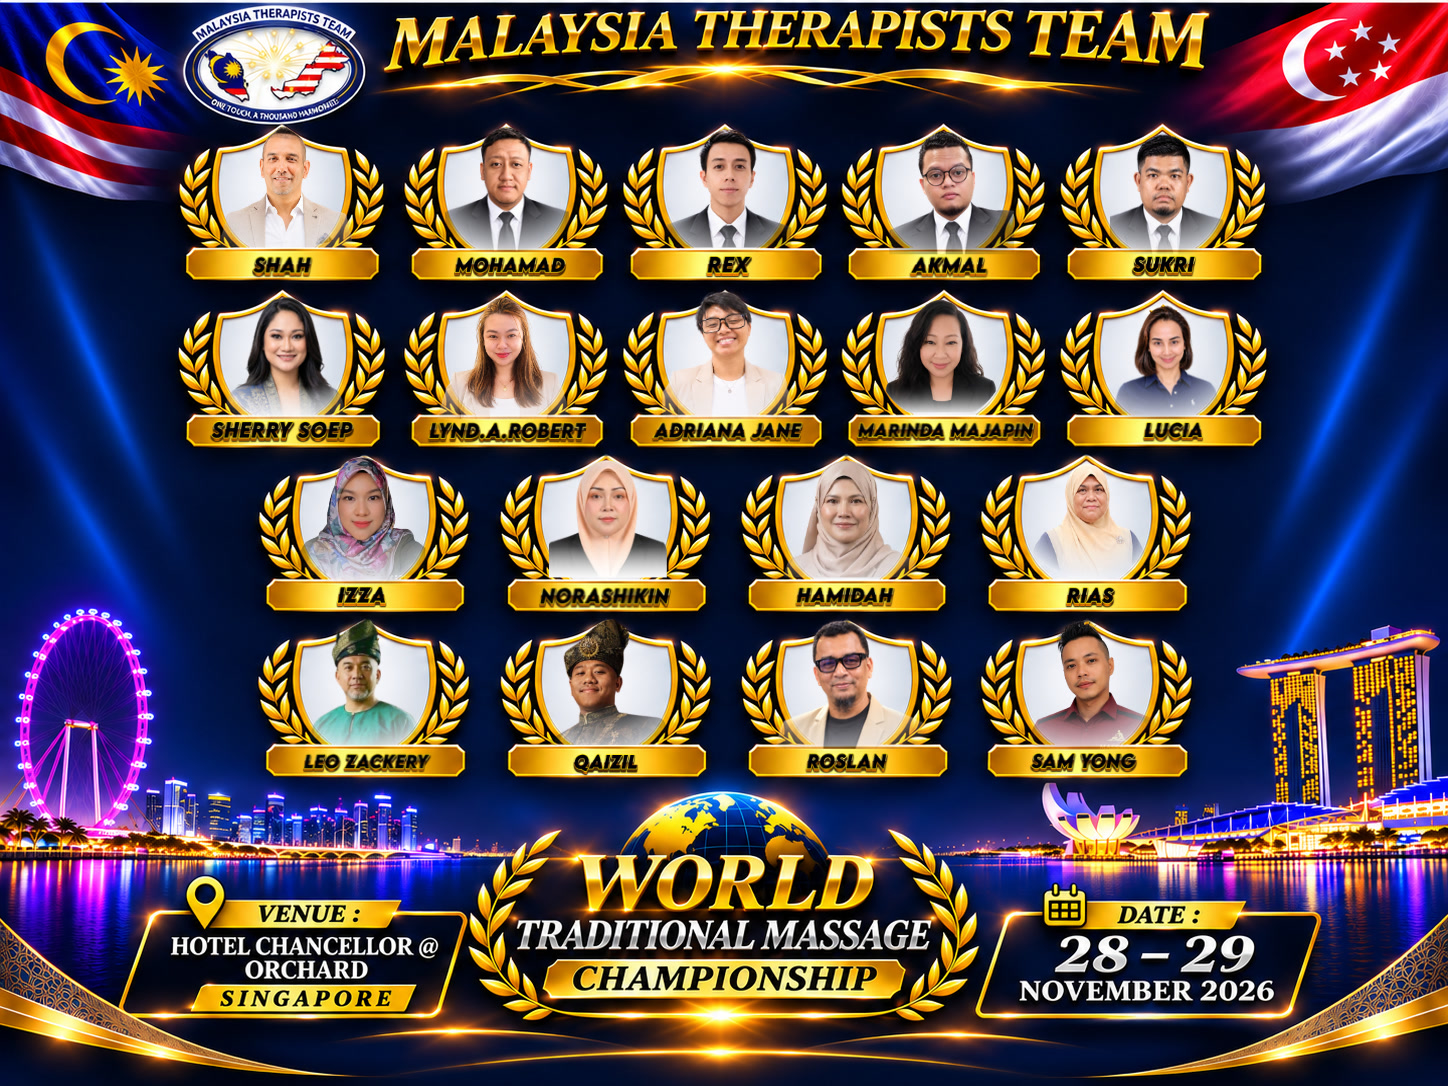 MALAYSIA THERAPISTS TEAM
ONE TOUCH, A THOUSAND HARMONIES
MALAYSIA THERAPISTS TEAM
SHAH
MOHAMAD
REX
AKMAL
SUKRI
SHERRY SOEP
LYND.A.ROBERT
ADRIANA JANE
MARINDA MAJAPIN
LUCIA
IZZA
NORASHIKIN
HAMIDAH
RIAS
LEO ZACKERY
QAIZIL
ROSLAN
SAM YONG
VENUE :
HOTEL CHANCELLOR @
ORCHARD
SINGAPORE
WORLD
TRADITIONAL MASSAGE
CHAMPIONSHIP
DATE :
28 – 29
NOVEMBER 2026